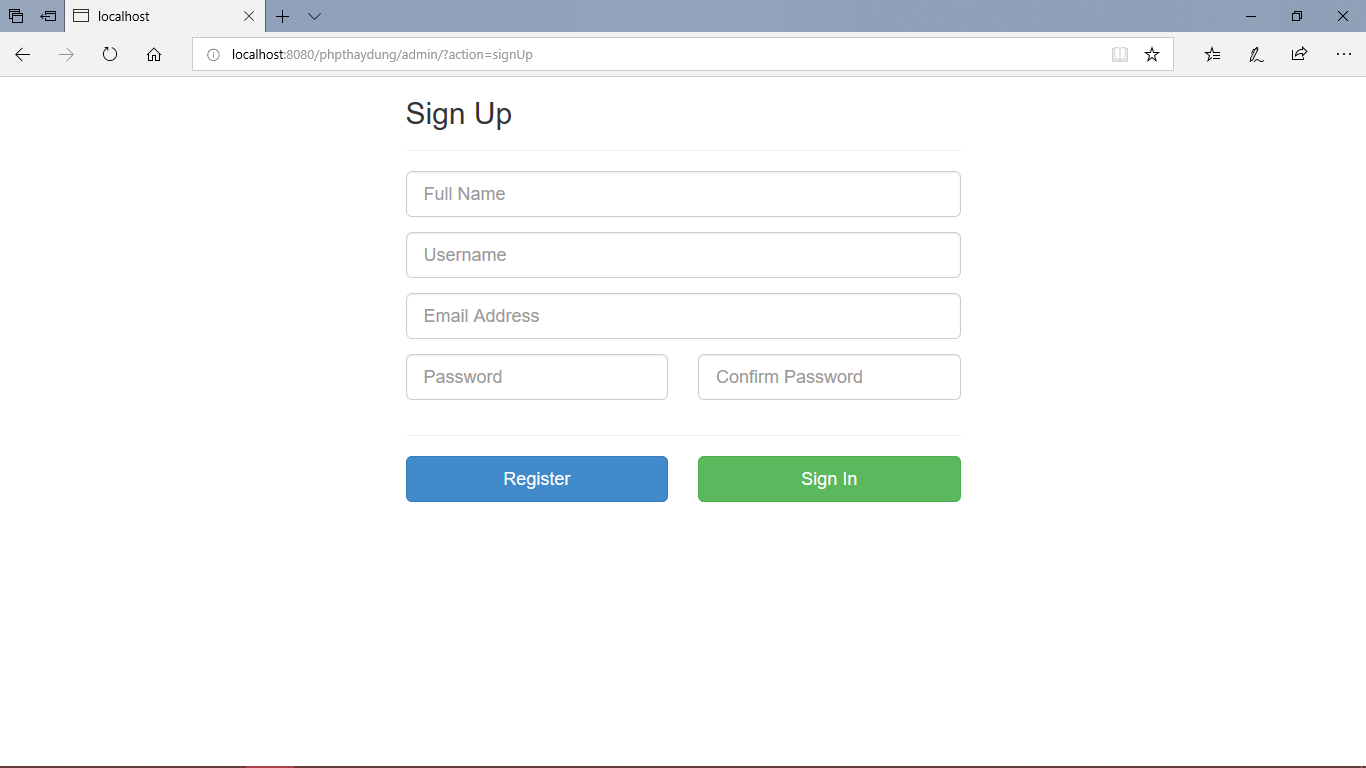 localhost
localhost:8080/phpthaydung/admin/?action=signUp
Sign Up
Full Name
Username
Email Address
Password Confirm Password
Register Sign In